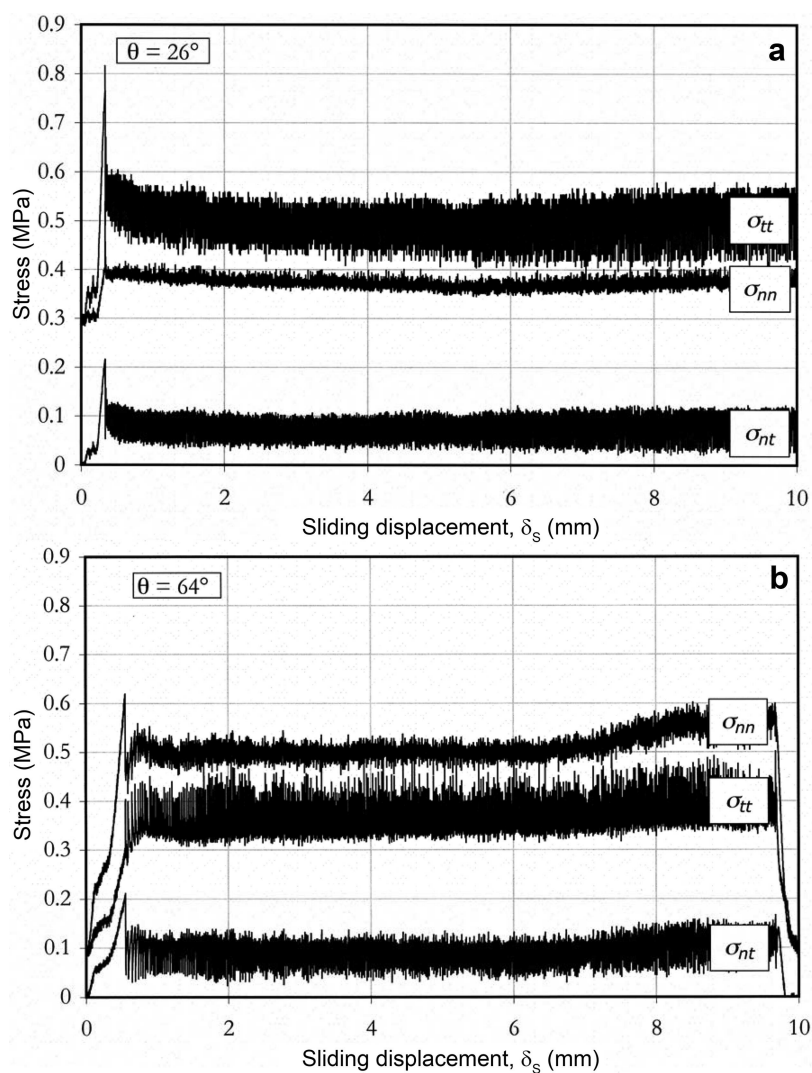 a
θ = 26°
0.9
0.8
0.7
0.6
0.5
0.4
0.3
0.2
0.1
0
Stress (MPa)
σtt
σnn
σnt
0 2 4 6 8 10
Sliding displacement, δs (mm)
b
θ = 64°
0.9
0.8
0.7
0.6
0.5
0.4
0.3
0.2
0.1
0
Stress (MPa)
σnn
σtt
σnt
0 2 4 6 8 10
Sliding displacement, δs (mm)